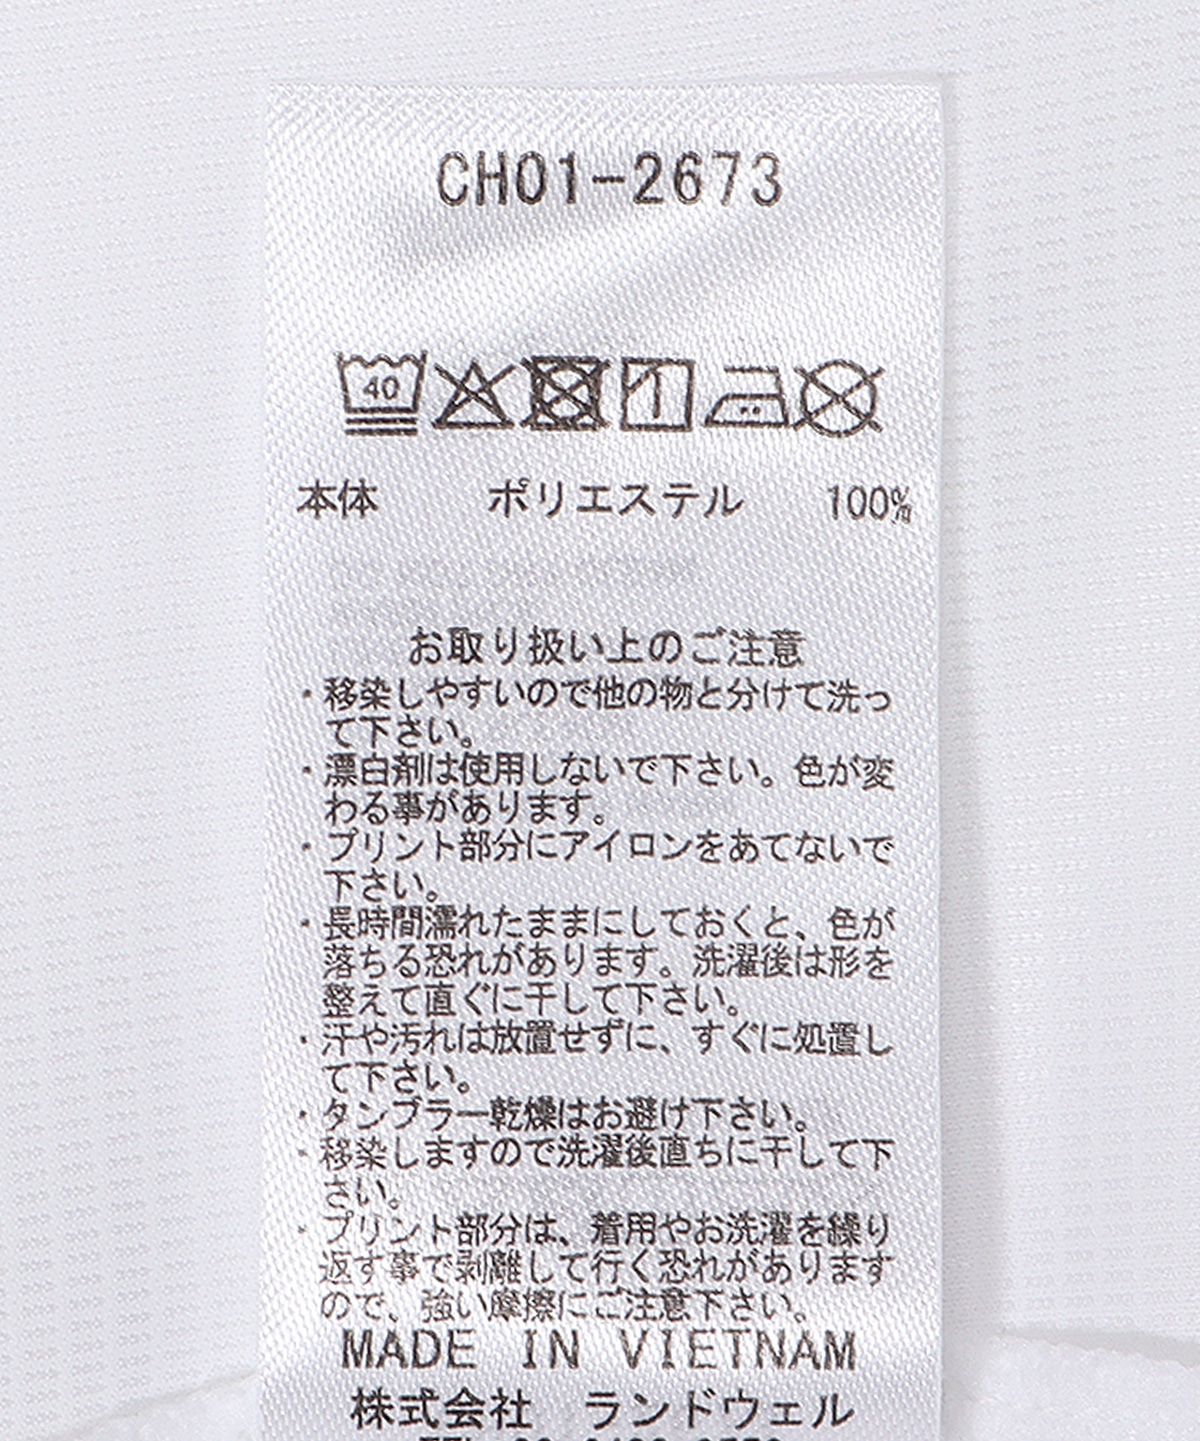 CH01-2673
40
本体 ポリエステル 100%
お取り扱い上のご注意
・移染しやすいので他の物と分けて洗っ
て下さい。
・漂白剤は使用しないで下さい。色が変
わる事があります。
・プリント部分にアイロンをあてないで
下さい。
・長時間濡れたままにしておくと、色が
落ちる恐れがあります。洗濯後は形を
整えて直ぐに干して下さい。
・汗や汚れは放置せずに、すぐに処置し
て下さい。
・タンブラー乾燥はお避け下さい。
・移染しますので洗濯後直ちに干して下
さい。
・プリント部分は、着用やお洗濯を繰り
返す事で剥離して行く恐れがあります
ので、強い摩擦にご注意下さい。
MADE IN VIETNAM
株式会社 ランドウェル